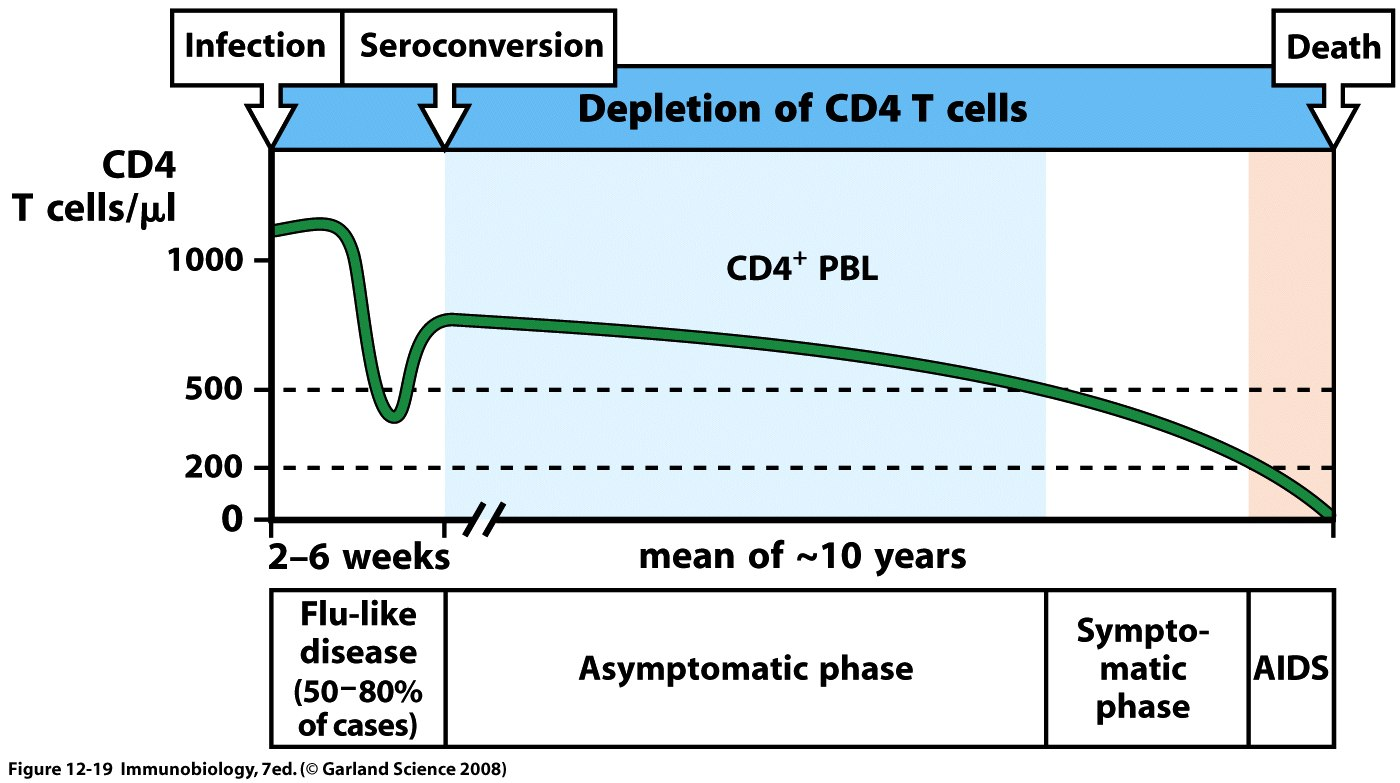 Infection
Seroconversion
Death
Depletion of CD4 T cells
CD4
T cells/μl
1000
500
200
0
CD4⁺ PBL
2–6 weeks
mean of ~10 years
Flu-like
disease
(50–80%
of cases)
Asymptomatic phase
Sympto-
matic
phase
AIDS
Figure 12-19 Immunobiology, 7ed. (© Garland Science 2008)